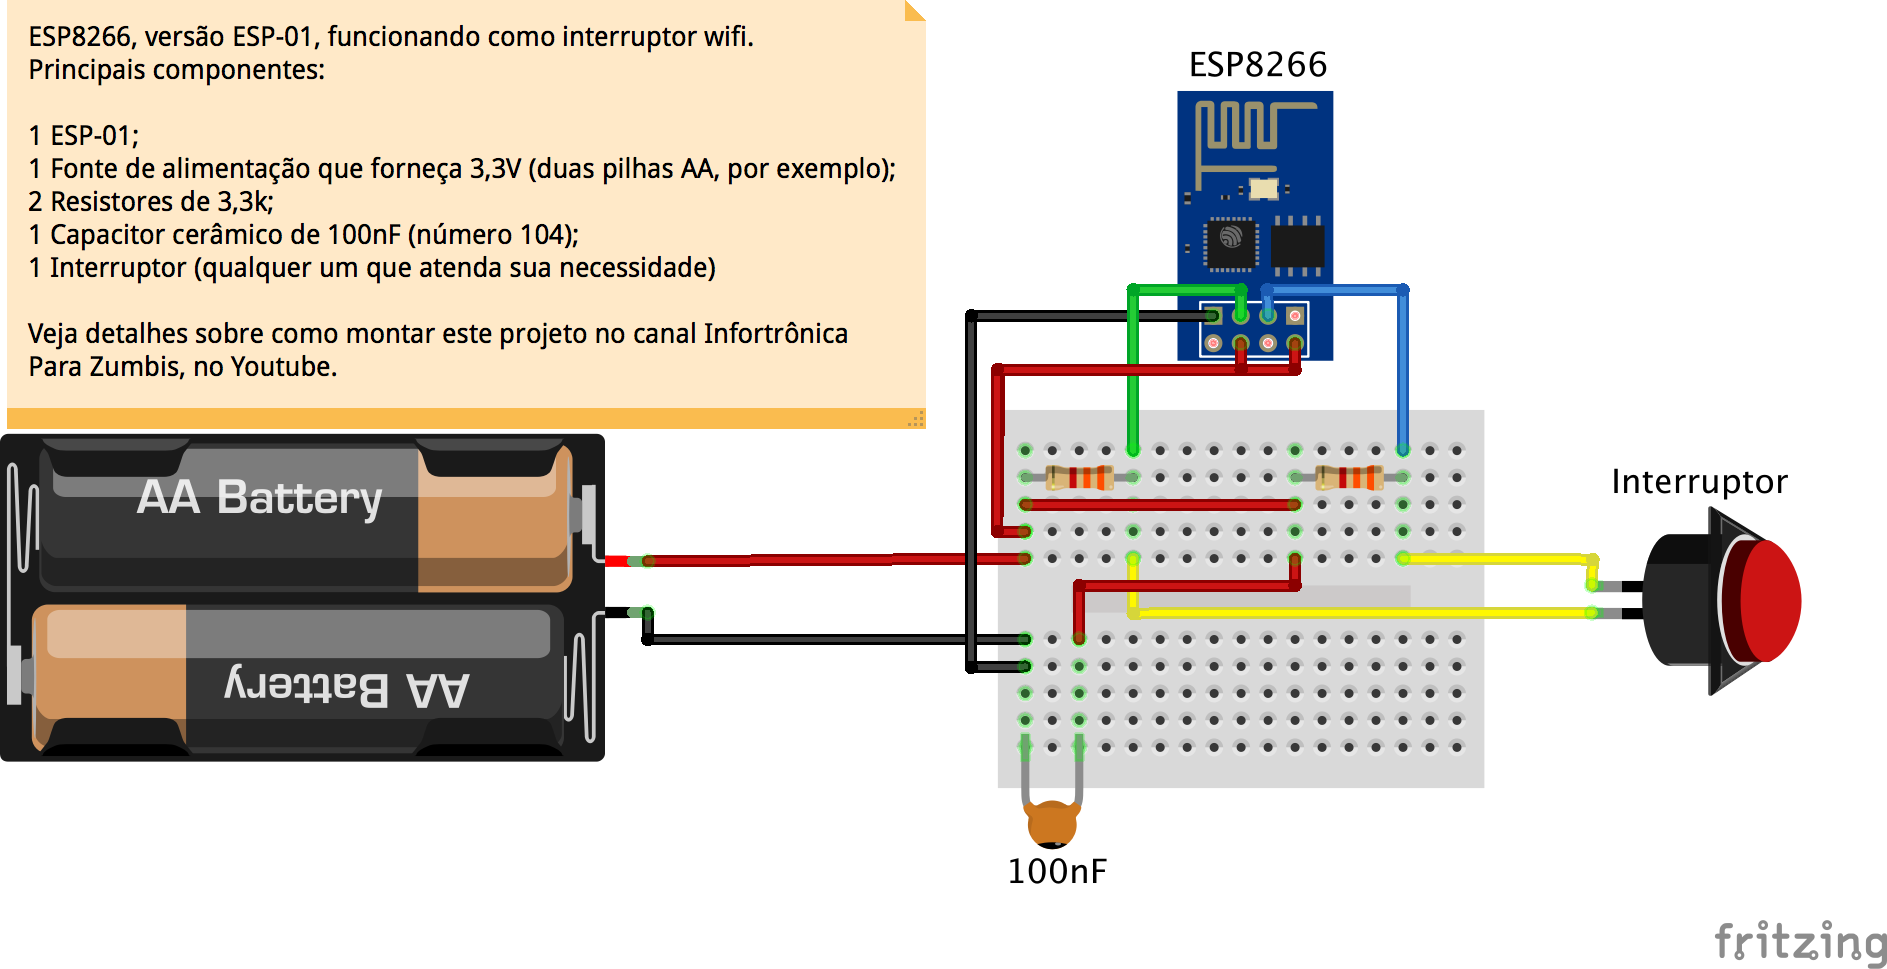 ESP8266, versão ESP-01, funcionando como interruptor wifi.
Principais componentes:
1 ESP-01;
1 Fonte de alimentação que forneça 3,3V (duas pilhas AA, por exemplo);
2 Resistores de 3,3k;
1 Capacitor cerâmico de 100nF (número 104);
1 Interruptor (qualquer um que atenda sua necessidade)
Veja detalhes sobre como montar este projeto no canal Infortrônica
Para Zumbis, no Youtube.
ESP8266
AA Battery
AA Battery
Interruptor
100nF
fritzing